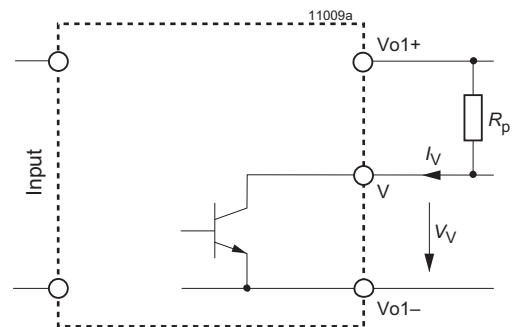 11009a
Vo1+
Rp
Input
IV
V
VV
Vo1–